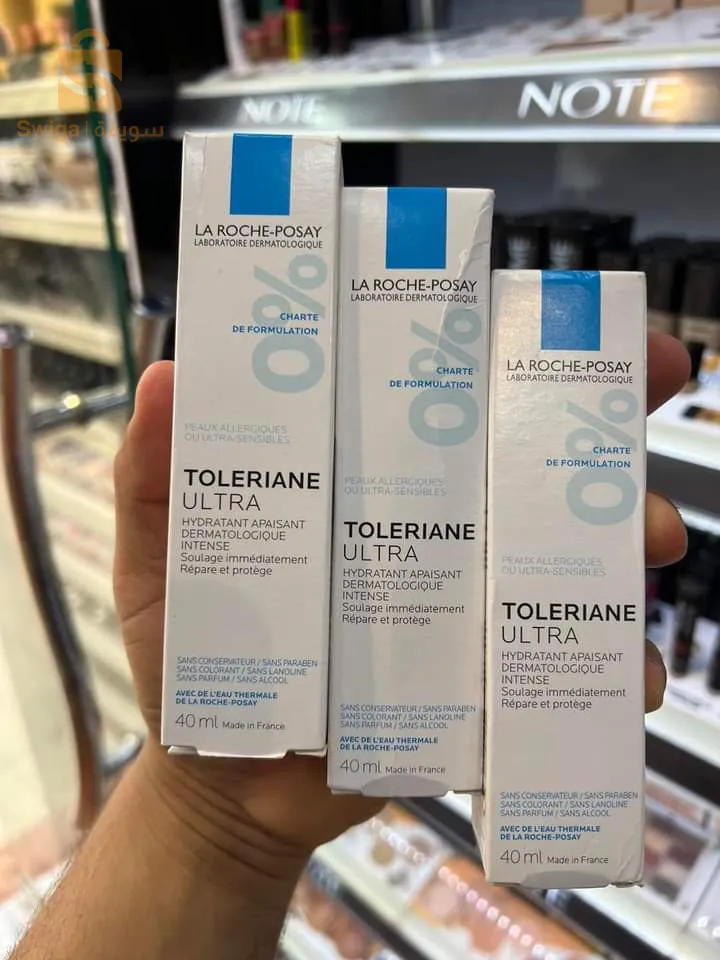 NOTE
NOTE
Swiqa | سويقة
LA ROCHE-POSAY
LABORATOIRE DERMATOLOGIQUE
0%
CHARTE
DE FORMULATION
PEAUX ALLERGIQUES
OU ULTRA-SENSIBLES
TOLERIANE
ULTRA
HYDRATANT APAISANT
DERMATOLOGIQUE
INTENSE
Soulage immédiatement
Répare et protège
SANS CONSERVATEUR / SANS PARABEN
SANS COLORANT / SANS LANOLINE
SANS PARFUM / SANS ALCOOL
AVEC DE L'EAU THERMALE
DE LA ROCHE-POSAY
40 ml Made in France
LA ROCHE-POSAY
LABORATOIRE DERMATOLOGIQUE
0%
CHARTE
DE FORMULATION
PEAUX ALLERGIQUES
OU ULTRA-SENSIBLES
TOLERIANE
ULTRA
HYDRATANT APAISANT
DERMATOLOGIQUE
INTENSE
Soulage immédiatement
Répare et protège
SANS CONSERVATEUR / SANS PARABEN
SANS COLORANT / SANS LANOLINE
SANS PARFUM / SANS ALCOOL
AVEC DE L'EAU THERMALE
DE LA ROCHE-POSAY
40 ml Made in France
LA ROCHE-POSAY
LABORATOIRE DERMATOLOGIQUE
0%
CHARTE
DE FORMULATION
PEAUX ALLERGIQUES
OU ULTRA-SENSIBLES
TOLERIANE
ULTRA
HYDRATANT APAISANT
DERMATOLOGIQUE
INTENSE
Soulage immédiatement
Répare et protège
SANS CONSERVATEUR / SANS PARABEN
SANS COLORANT / SANS LANOLINE
SANS PARFUM / SANS ALCOOL
AVEC DE L'EAU THERMALE
DE LA ROCHE-POSAY
40 ml Made in France